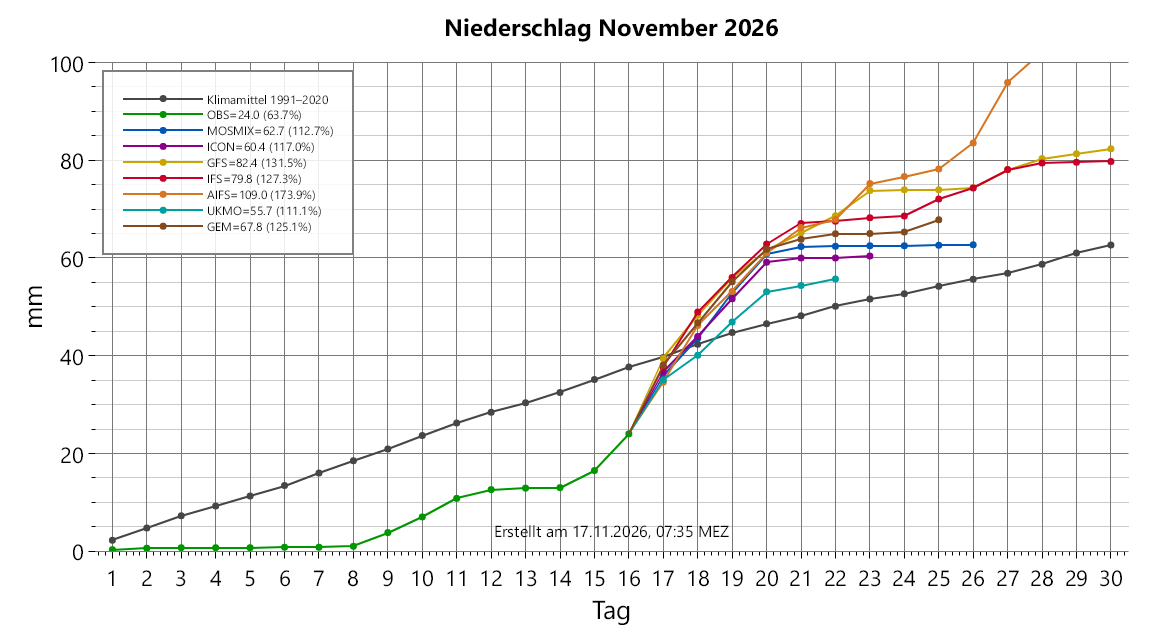 Niederschlag November 2026
100
80
60
40
20
0
mm
Klimamittel 1991–2020
OBS=24.0 (63.7%)
MOSMIX=62.7 (112.7%)
ICON=60.4 (117.0%)
GFS=82.4 (131.5%)
IFS=79.8 (127.3%)
AIFS=109.0 (173.9%)
UKMO=55.7 (111.1%)
GEM=67.8 (125.1%)
Erstellt am 17.11.2026, 07:35 MEZ
1 2 3 4 5 6 7 8 9 10 11 12 13 14 15 16 17 18 19 20 21 22 23 24 25 26 27 28 29 30
Tag